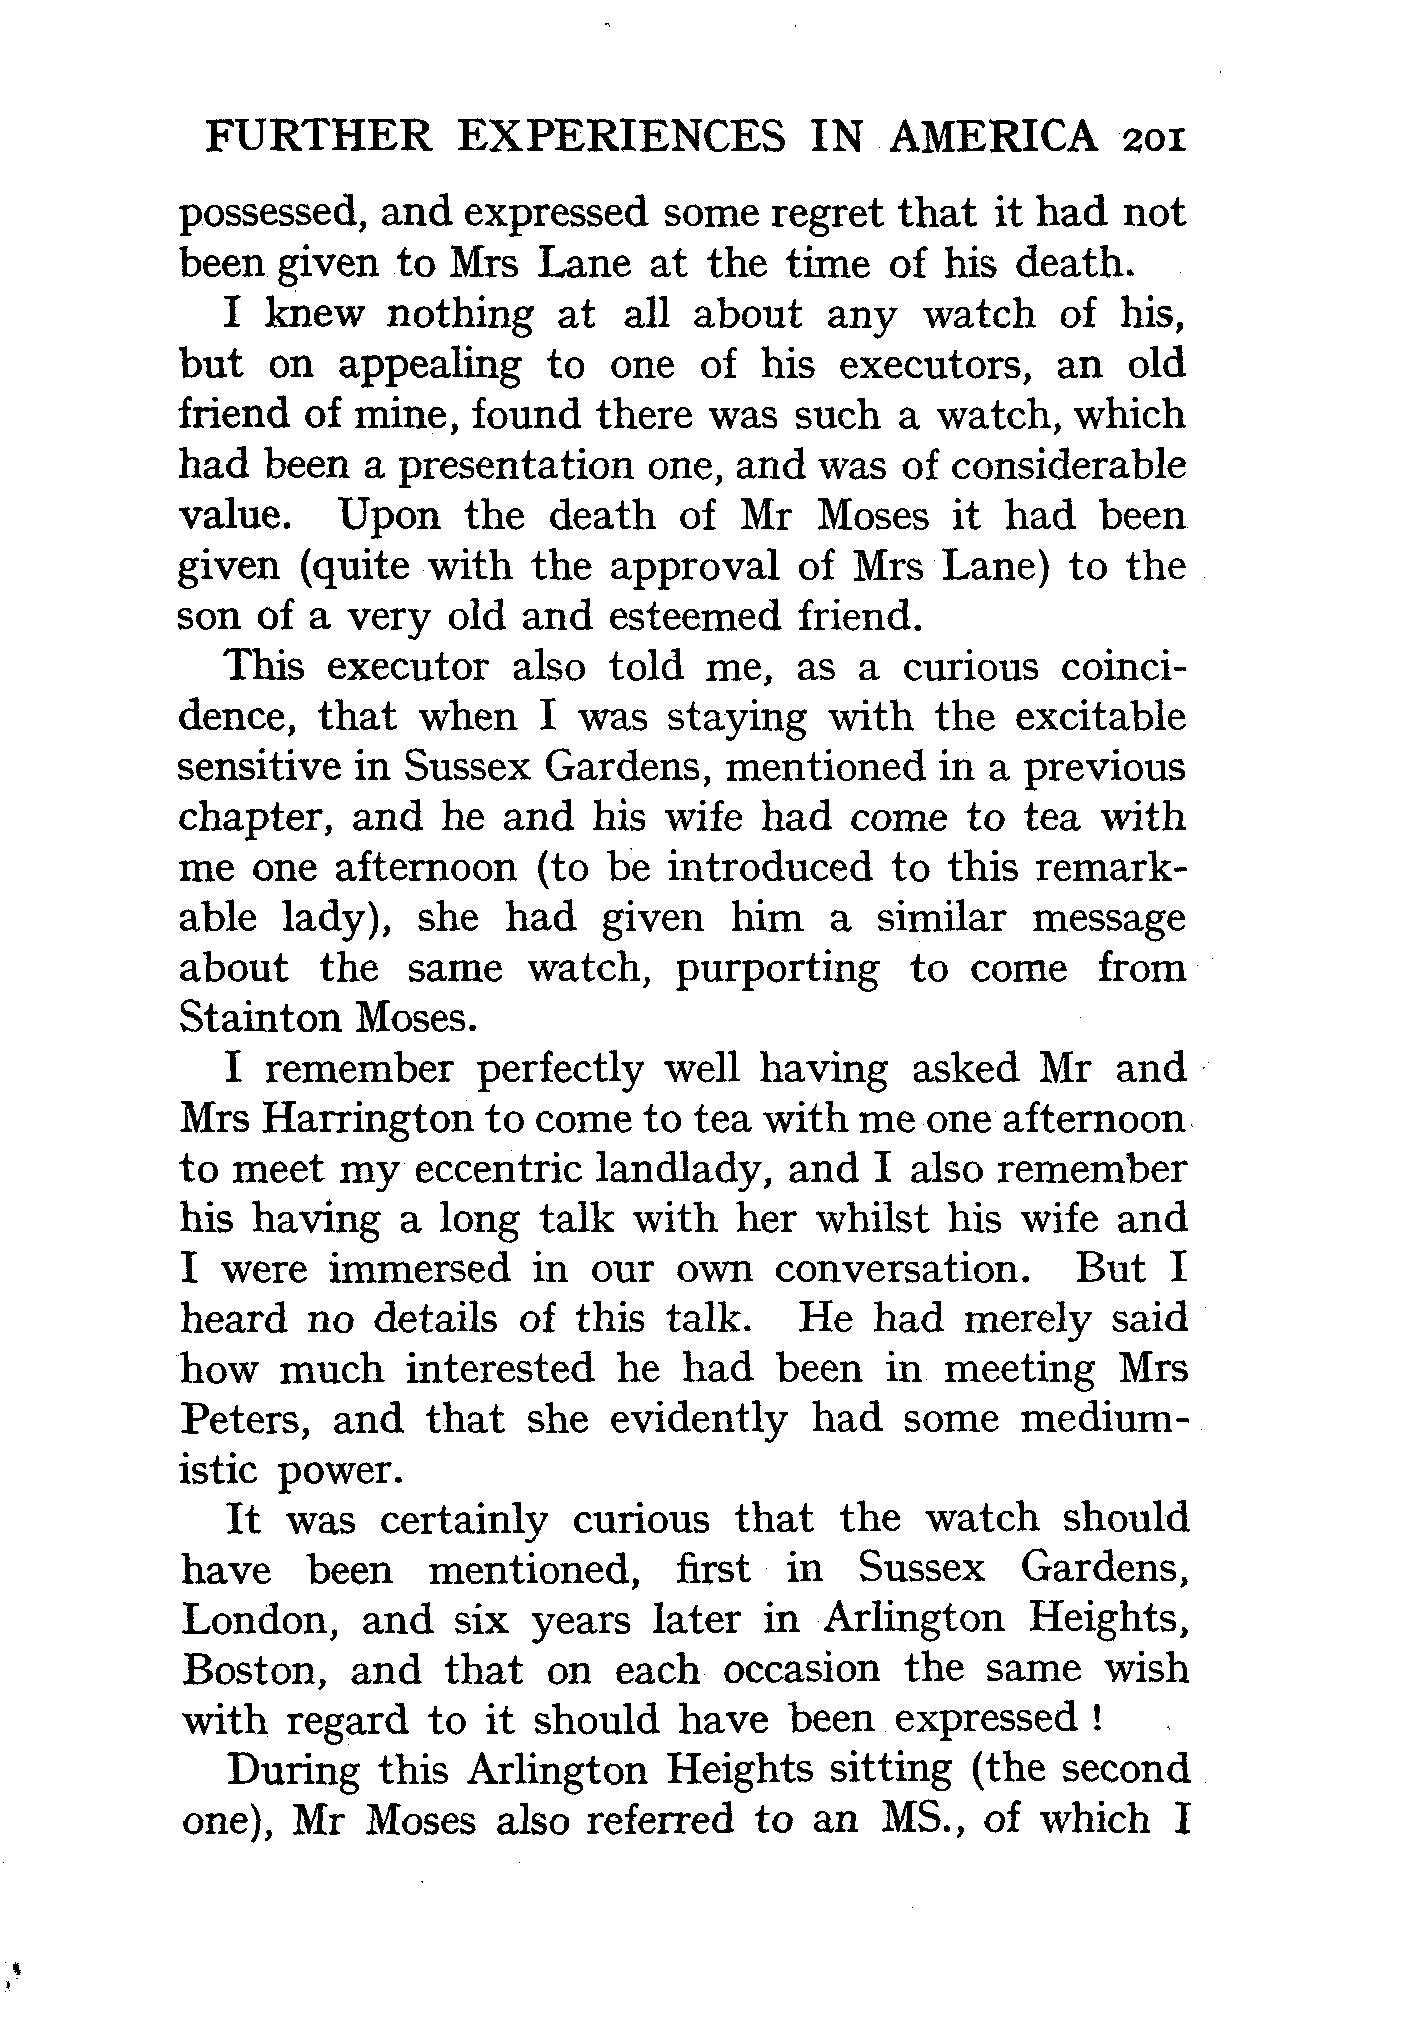 FURTHER EXPERIENCES IN AMERICA 201
possessed, and expressed some regret that it had not
been given to Mrs Lane at the time of his death.
I knew nothing at all about any watch of his,
but on appealing to one of his executors, an old
friend of mine, found there was such a watch, which
had been a presentation one, and was of considerable
value. Upon the death of Mr Moses it had been
given (quite with the approval of Mrs Lane) to the
son of a very old and esteemed friend.
This executor also told me, as a curious coinci-
dence, that when I was staying with the excitable
sensitive in Sussex Gardens, mentioned in a previous
chapter, and he and his wife had come to tea with
me one afternoon (to be introduced to this remark-
able lady), she had given him a similar message
about the same watch, purporting to come from
Stainton Moses.
I remember perfectly well having asked Mr and
Mrs Harrington to come to tea with me one afternoon
to meet my eccentric landlady, and I also remember
his having a long talk with her whilst his wife and
I were immersed in our own conversation. But I
heard no details of this talk. He had merely said
how much interested he had been in meeting Mrs
Peters, and that she evidently had some medium-
istic power.
It was certainly curious that the watch should
have been mentioned, first in Sussex Gardens,
London, and six years later in Arlington Heights,
Boston, and that on each occasion the same wish
with regard to it should have been expressed !
During this Arlington Heights sitting (the second
one), Mr Moses also referred to an MS., of which I